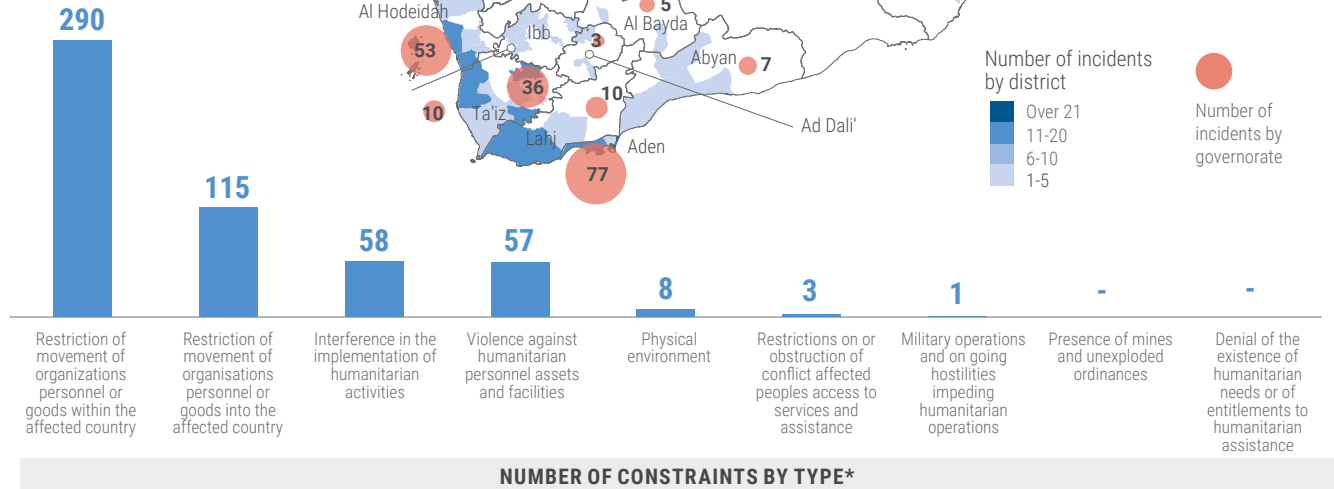 290
Al Hodeidah
5
Al Bayda
Ibb
3
53
Abyan
7
36
10
10
Ta'iz
Ad Dali'
Lahj
Aden
77
Number of incidents
by district
Over 21
11-20
6-10
1-5
Number of
incidents by
governorate
115
58
57
8
3
1
-
-
Restriction of
movement of
organizations
personnel or
goods within the
affected country
Restriction of
movement of
organisations
personnel or
goods into the
affected country
Interference in the
implementation of
humanitarian
activities
Violence against
humanitarian
personnel assets
and facilities
Physical
environment
Restrictions on or
obstruction of
conflict affected
peoples access to
services and
assistance
Military operations
and on going
hostilities
impeding
humanitarian
operations
Presence of mines
and unexploded
ordinances
Denial of the
existence of
humanitarian
needs or of
entitlements to
humanitarian
assistance
NUMBER OF CONSTRAINTS BY TYPE*